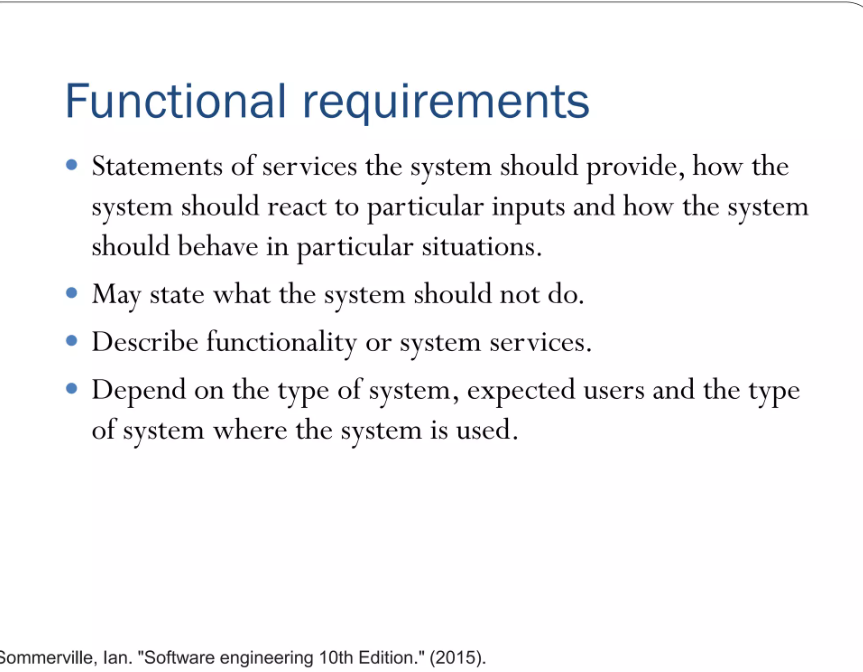 Functional requirements
• Statements of services the system should provide, how the
system should react to particular inputs and how the system
should behave in particular situations.
• May state what the system should not do.
• Describe functionality or system services.
• Depend on the type of system, expected users and the type
of system where the system is used.
Sommerville, Ian. "Software engineering 10th Edition." (2015).